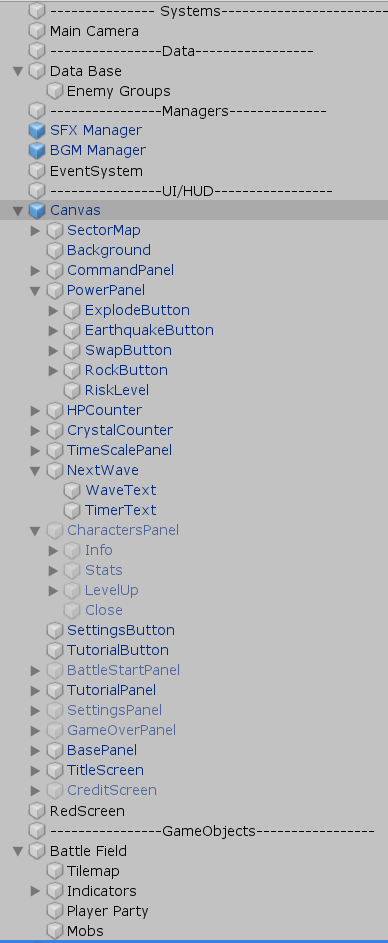 -------------- Systems--------------
Main Camera
----------------Data-----------------
Data Base
Enemy Groups
----------------Managers--------------
SFX Manager
BGM Manager
EventSystem
----------------UI/HUD-----------------
Canvas
SectorMap
Background
CommandPanel
PowerPanel
ExplodeButton
EarthquakeButton
SwapButton
RockButton
RiskLevel
HPCounter
CrystalCounter
TimeScalePanel
NextWave
WaveText
TimerText
CharactersPanel
Info
Stats
LevelUp
Close
SettingsButton
TutorialButton
BattleStartPanel
TutorialPanel
SettingsPanel
GameOverPanel
BasePanel
TitleScreen
CreditScreen
RedScreen
----------------GameObjects-----------------
Battle Field
Tilemap
Indicators
Player Party
Mobs